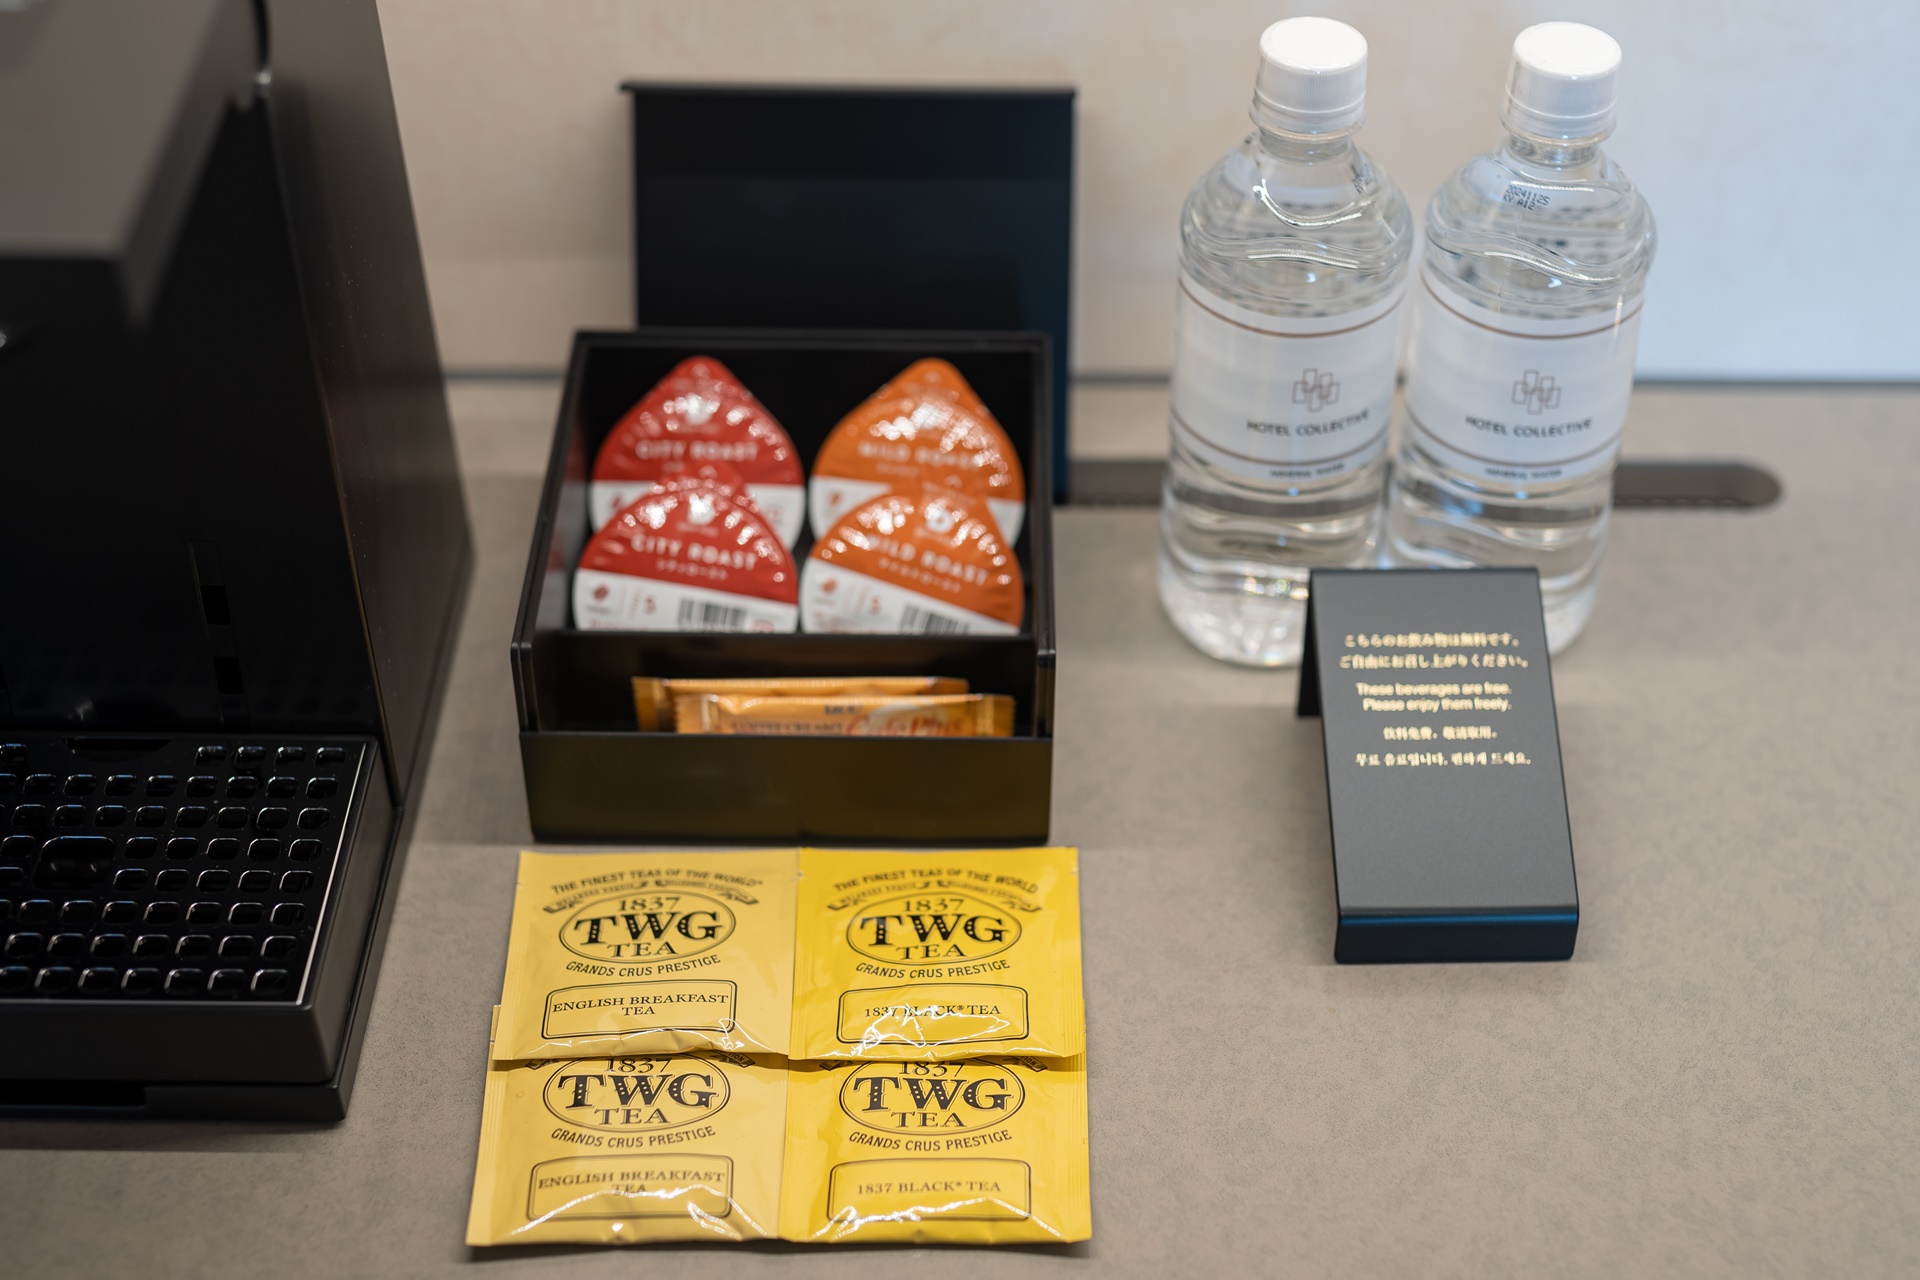 CITY ROAST
MILD ROAST
CITY ROAST
MILD ROAST
20241125
HOTEL COLLECTIVE
MINERAL WATER
HOTEL COLLECTIVE
MINERAL WATER
こちらのお飲み物は無料です。
ご自由にお召し上がりください。
These beverages are free.
Please enjoy them freely.
饮料免费。敬请取用。
무료 음료입니다. 편하게 드세요.
THE FINEST TEAS OF THE WORLD
1837
TWG
TEA
GRANDS CRUS PRESTIGE
ENGLISH BREAKFAST
TEA
THE FINEST TEAS OF THE WORLD
1837
TWG
TEA
GRANDS CRUS PRESTIGE
1837 BLACK® TEA
1837
TWG
TEA
GRANDS CRUS PRESTIGE
ENGLISH BREAKFAST
TEA
1837
TWG
TEA
GRANDS CRUS PRESTIGE
1837 BLACK® TEA